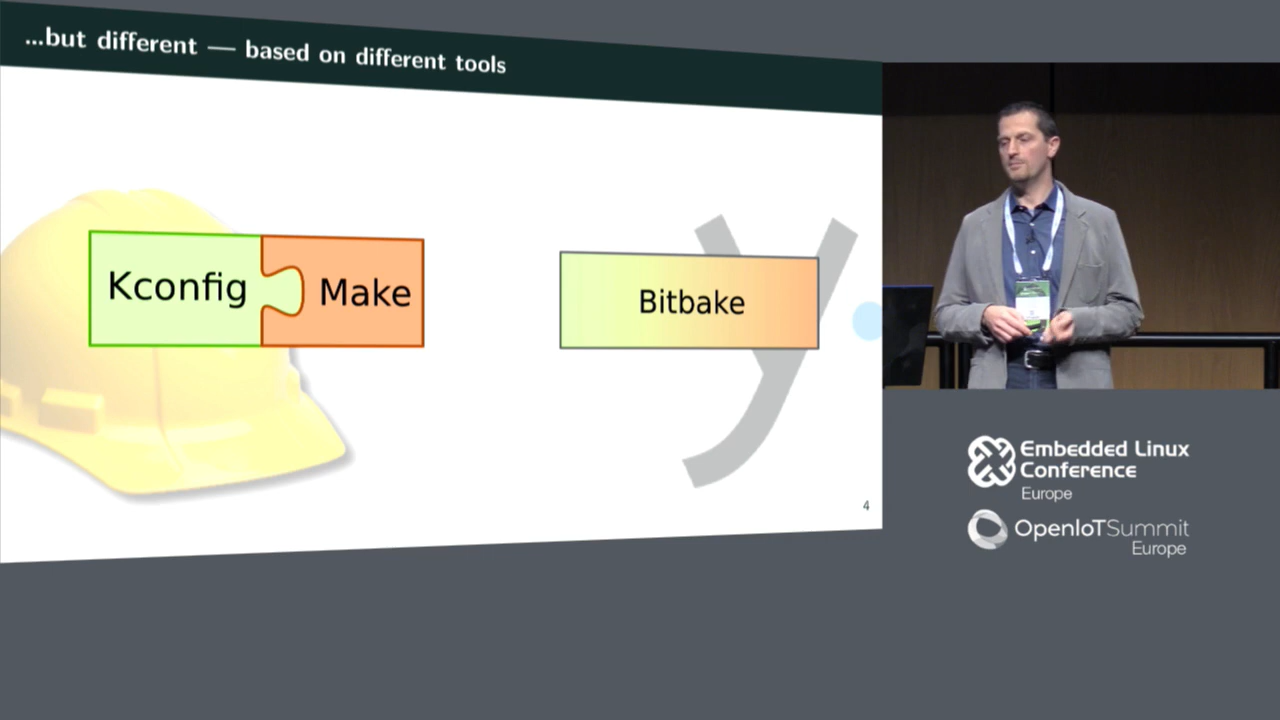 ...but different — based on different tools
Kconfig
Make
Bitbake
y
4
Embedded Linux
Conference
Europe
OpenIoTSummit
Europe